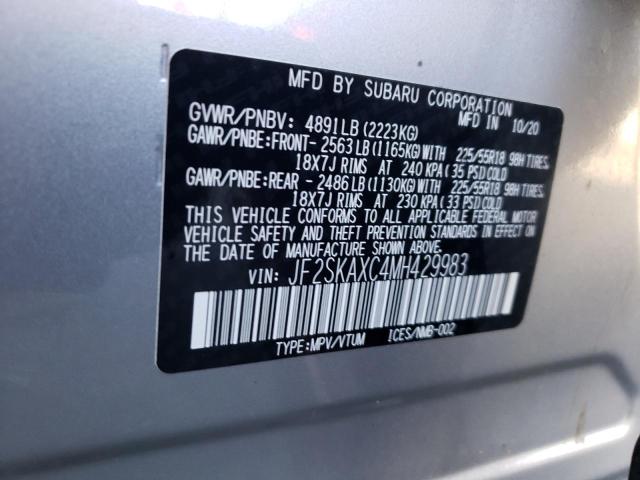 MFD BY SUBARU CORPORATION
GVWR/PNBV: 4891LB (2223KG) MFD IN 10/20
GAWR/PNBE:FRONT- 2563LB (1165KG) WITH 225/55R18 98H TIRES,
18X7J RIMS AT 240 KPA (35 PSI) COLD
GAWR/PNBE:REAR - 2486LB (1130KG) WITH 225/55R18 98H TIRES,
18X7J RIMS AT 230 KPA (33 PSI) COLD
THIS VEHICLE CONFORMS TO ALL APPLICABLE FEDERAL MOTOR
VEHICLE SAFETY AND THEFT PREVENTION STANDARDS IN EFFECT ON
THE DATE OF MANUFACTURE SHOWN ABOVE.
VIN: JF2SKAXC4MH429983
TYPE:MPV/VTUM ICES/NMB-002